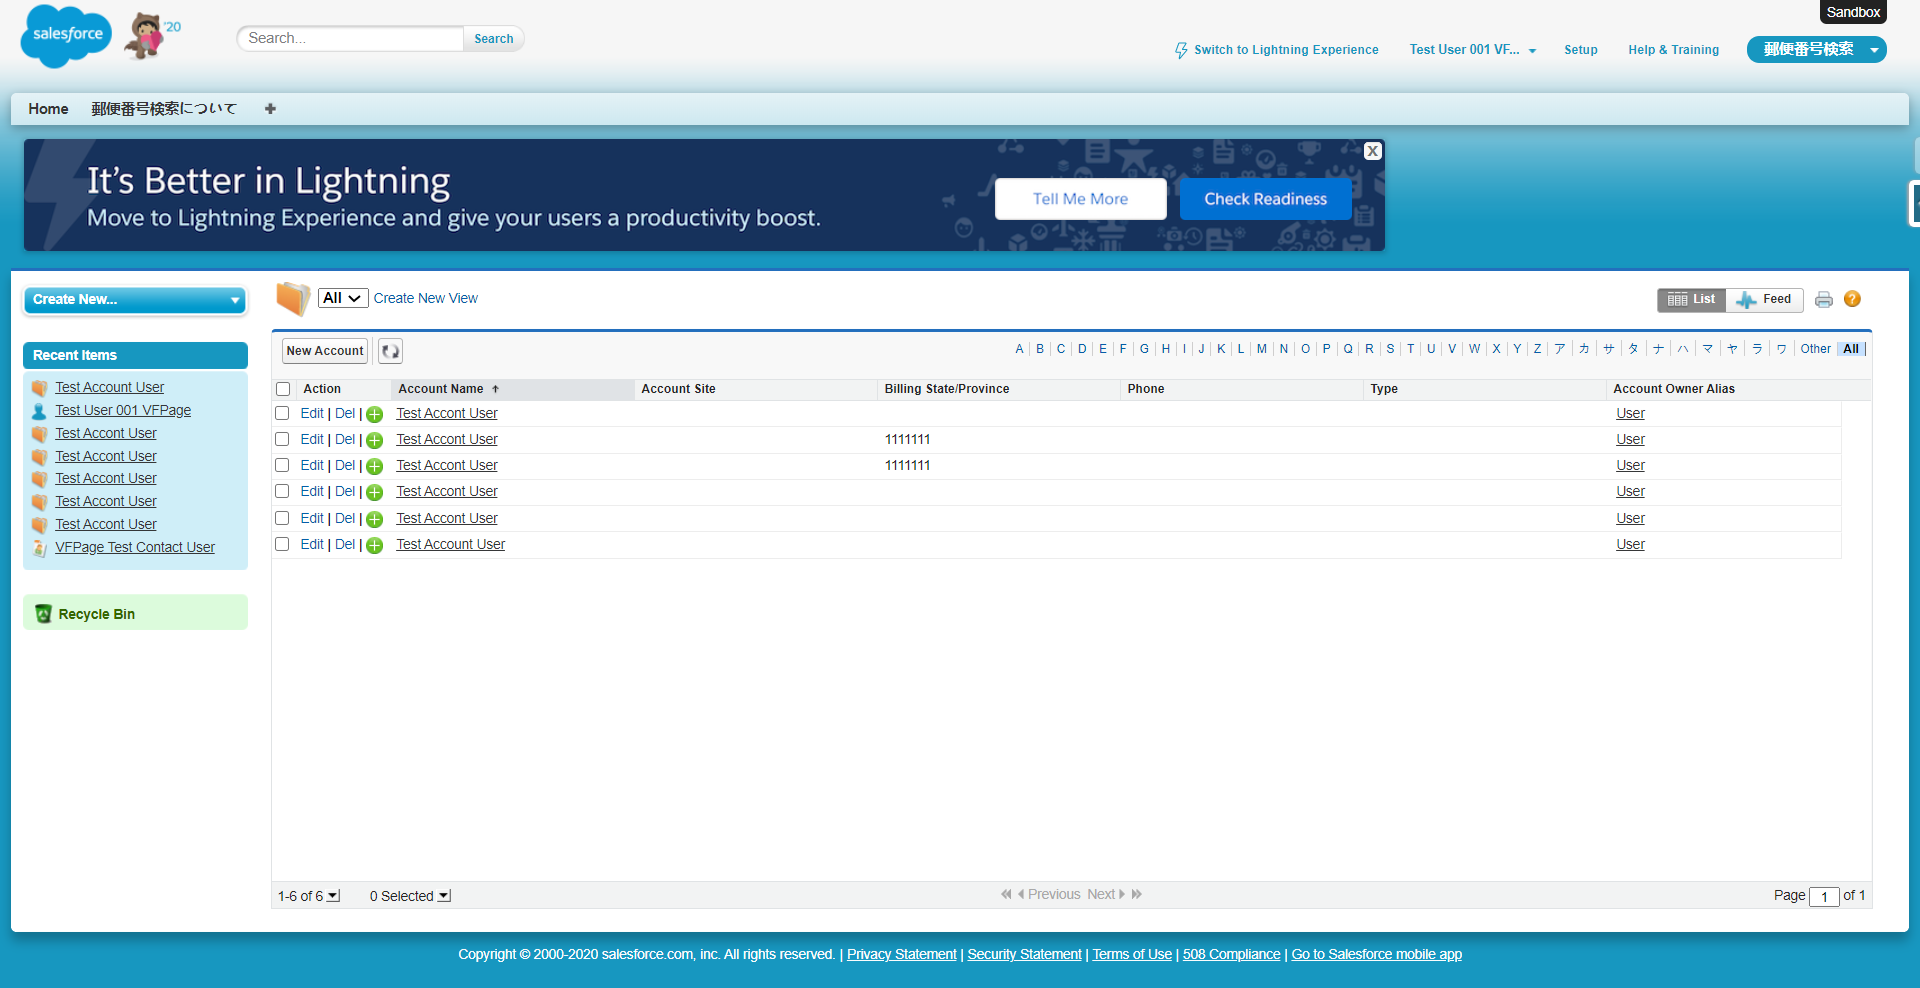 Sandbox
salesforce
'20
Search...
Search
Switch to Lightning Experience
Test User 001 VF...
Setup
Help & Training
郵便番号検索
Home
郵便番号検索について
It's Better in Lightning
Move to Lightning Experience and give your users a productivity boost.
Tell Me More
Check Readiness
X
Create New...
All
Create New View
List
Feed
?
Recent Items
Test Account User
Test User 001 VFPage
Test Accont User
Test Accont User
Test Accont User
Test Accont User
Test Accont User
VFPage Test Contact User
Recycle Bin
New Account
A | B | C | D | E | F | G | H | I | J | K | L | M | N | O | P | Q | R | S | T | U | V | W | X | Y | Z | ア | カ | サ | タ | ナ | ハ | マ | ヤ | ラ | ワ | Other | All
Action Account Name Account Site Billing State/Province Phone Type Account Owner Alias
Edit | Del | Test Accont User User
Edit | Del | Test Accont User 1111111 User
Edit | Del | Test Accont User 1111111 User
Edit | Del | Test Accont User User
Edit | Del | Test Accont User User
Edit | Del | Test Account User User
1-6 of 6 0 Selected Previous Next Page 1 of 1
Copyright © 2000-2020 salesforce.com, inc. All rights reserved. | Privacy Statement | Security Statement | Terms of Use | 508 Compliance | Go to Salesforce mobile app